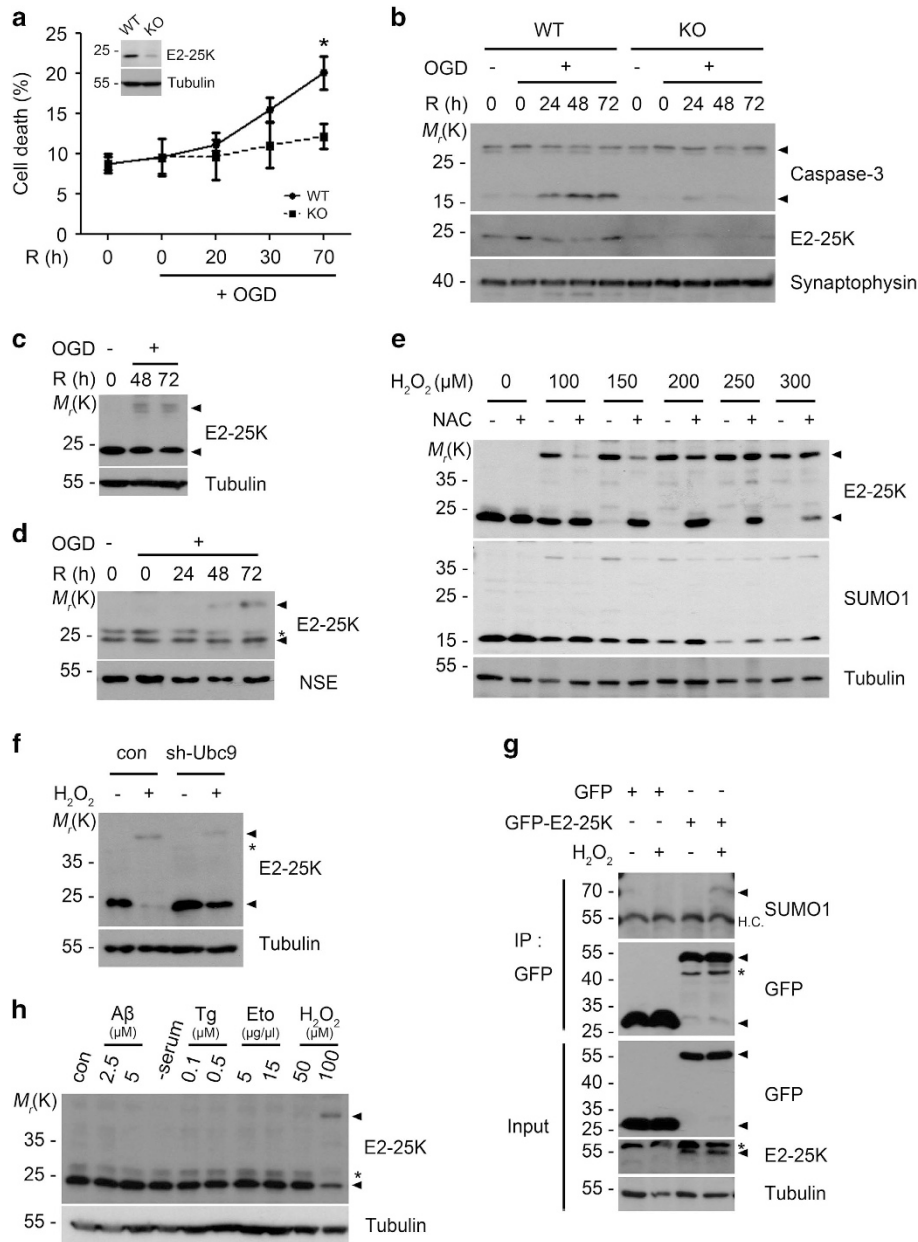 a
WT KO
25 - E2-25K
55 - Tubulin
*
Cell death (%)
25
20
15
10
5
0
WT
KO
R (h) 0 0 20 30 70
+ OGD
b
WT KO
OGD - + - +
R (h) 0 0 24 48 72 0 0 24 48 72
Mr(K)
25 -
15 -
Caspase-3
25 - E2-25K
40 - Synaptophysin
c
OGD - +
R (h) 0 48 72
Mr(K)
25 -
E2-25K
55 - Tubulin
d
OGD - +
R (h) 0 0 24 48 72
Mr(K)
25 - *
E2-25K
55 -
NSE
e
H2O2 (µM) 0 100 150 200 250 300
NAC - + - + - + - + - + - +
Mr(K)
35 -
25 -
E2-25K
SUMO1
15 -
55 -
Tubulin
f
con sh-Ubc9
H2O2 - + - +
Mr(K)
*
35 -
E2-25K
25 -
55 - Tubulin
g
GFP + + - -
GFP-E2-25K - - + +
H2O2 - + - +
IP :
GFP
70 -
55 - H.C.
SUMO1
55 -
40 - *
35 -
25 -
GFP
Input
55 -
35 -
25 -
GFP
55 - *
E2-25K
55 - Tubulin
h
Aβ Tg Eto H2O2
(µM) (µM) (µg/µl) (µM)
con 2.5 5 -serum 0.1 0.5 5 15 50 100
Mr(K)
35 -
E2-25K
25 - *
55 - Tubulin